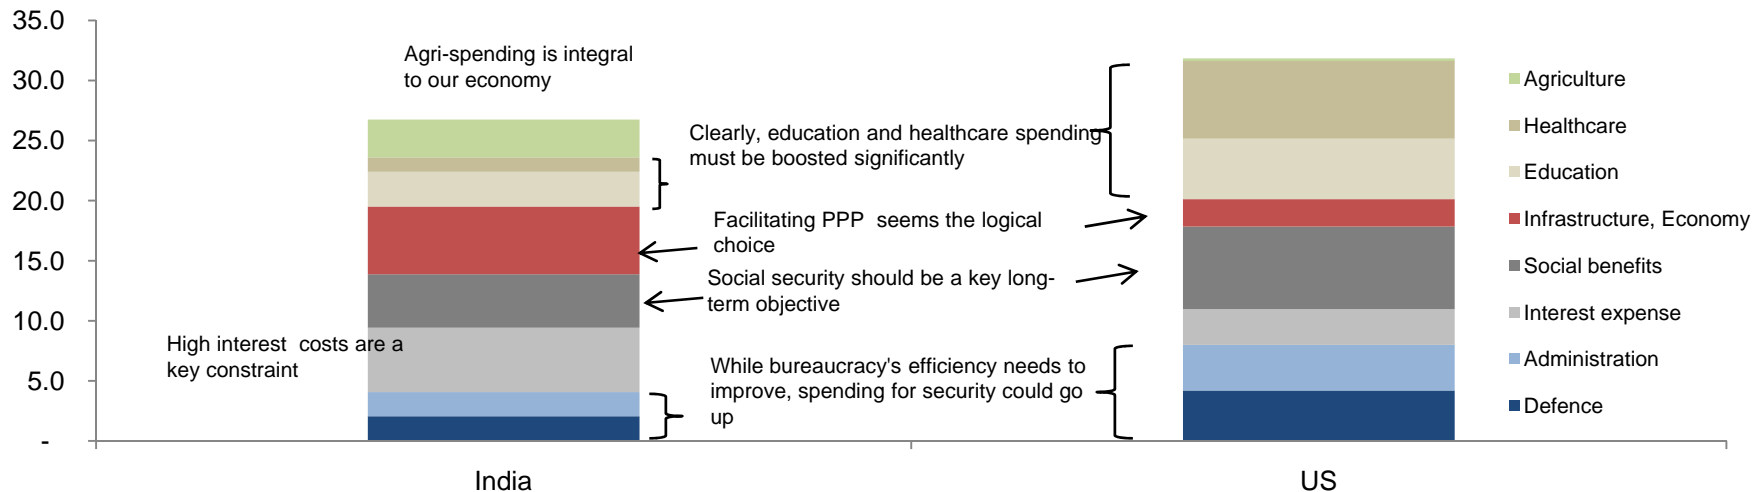 35.0
30.0
25.0
20.0
15.0
10.0
5.0
-
Agri-spending is integral
to our economy
Clearly, education and healthcare spending
must be boosted significantly
Facilitating PPP  seems the logical
choice
Social security should be a key long-
term objective
High interest  costs are a
key constraint
While bureaucracy's efficiency needs to
improve, spending for security could go
up
Agriculture
Healthcare
Education
Infrastructure, Economy
Social benefits
Interest expense
Administration
Defence
India
US